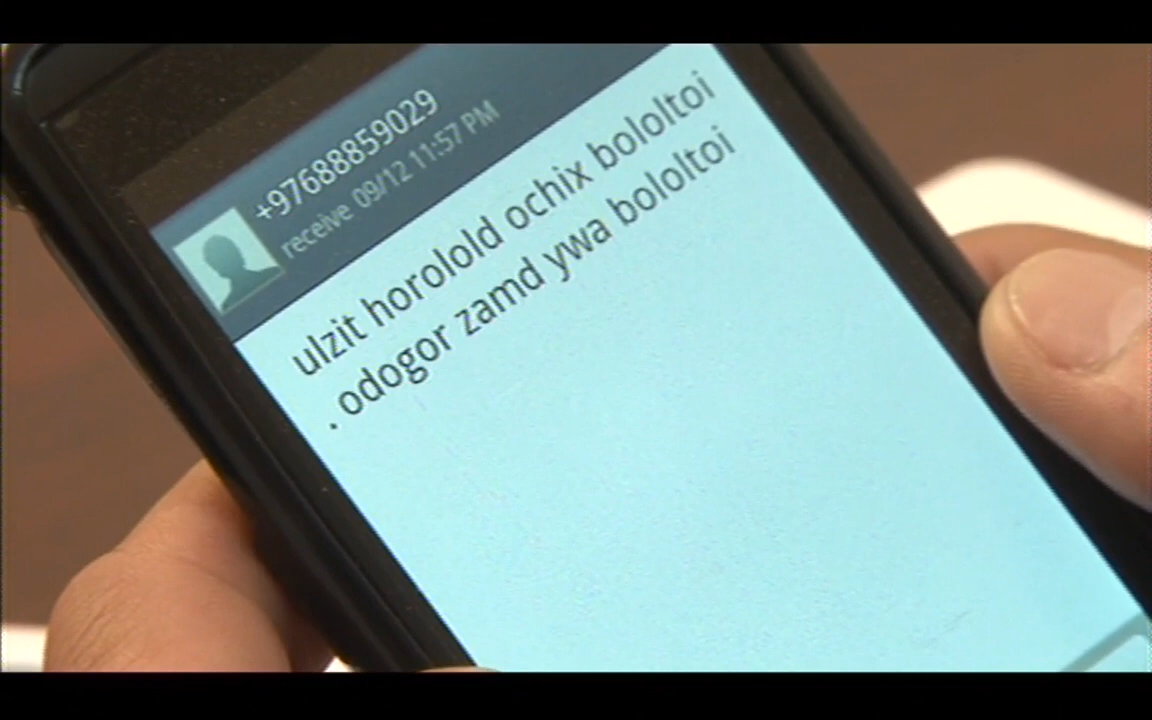 +97688859029
receive 09/12 11:57 PM
ulzit horolold ochix bololtoi
. odogor zamd ywa bololtoi